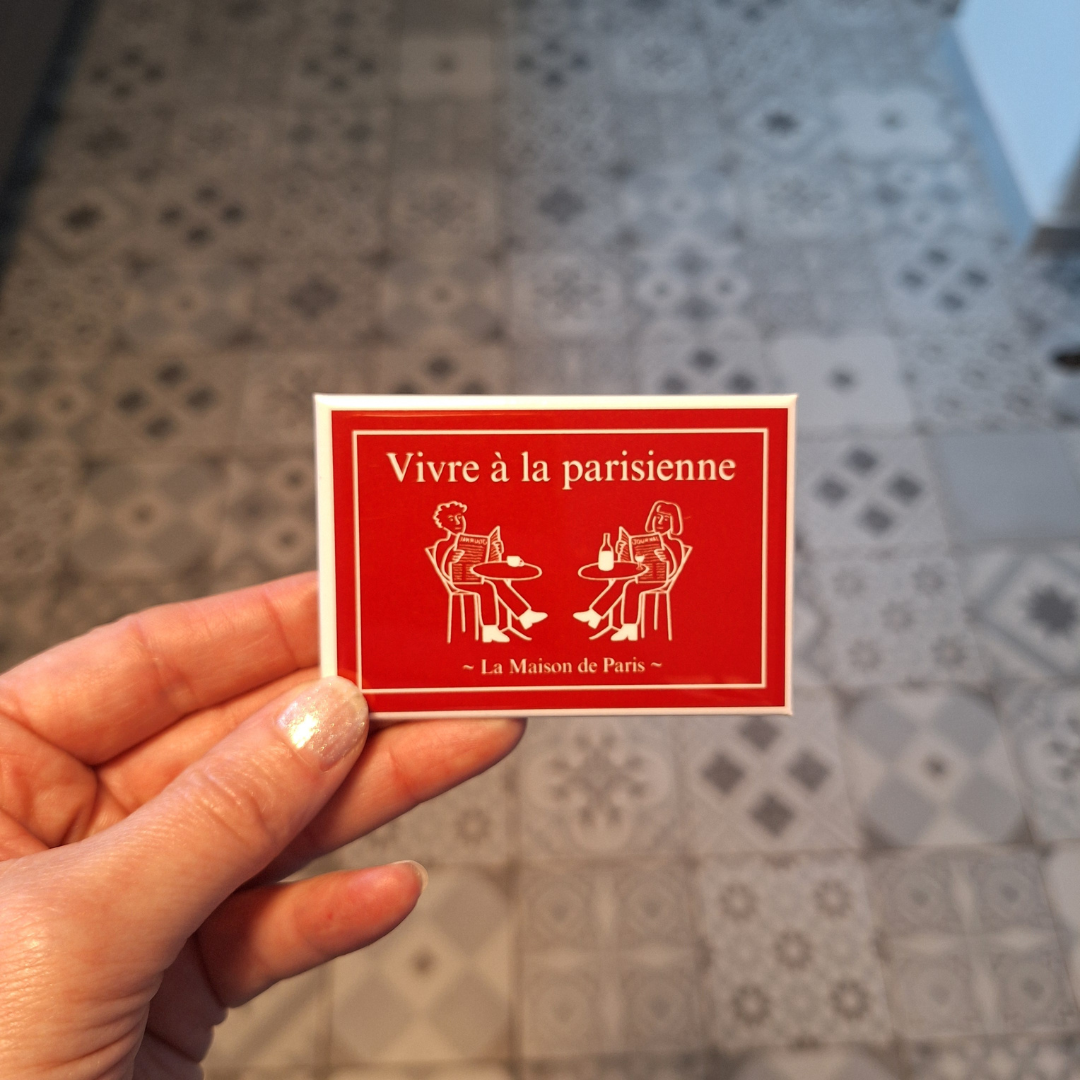 Vivre à la parisienne
~ La Maison de Paris ~